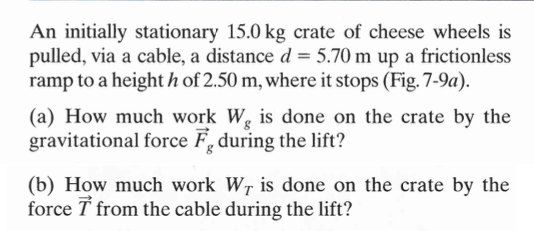 An initially stationary 15.0 kg crate of cheese wheels is
pulled, via a cable, a distance d = 5.70 m up a frictionless
ramp to a height h of 2.50 m, where it stops (Fig. 7-9a).
(a) How much work W_g is done on the crate by the
gravitational force F⃗_g during the lift?
(b) How much work W_T is done on the crate by the
force T⃗ from the cable during the lift?